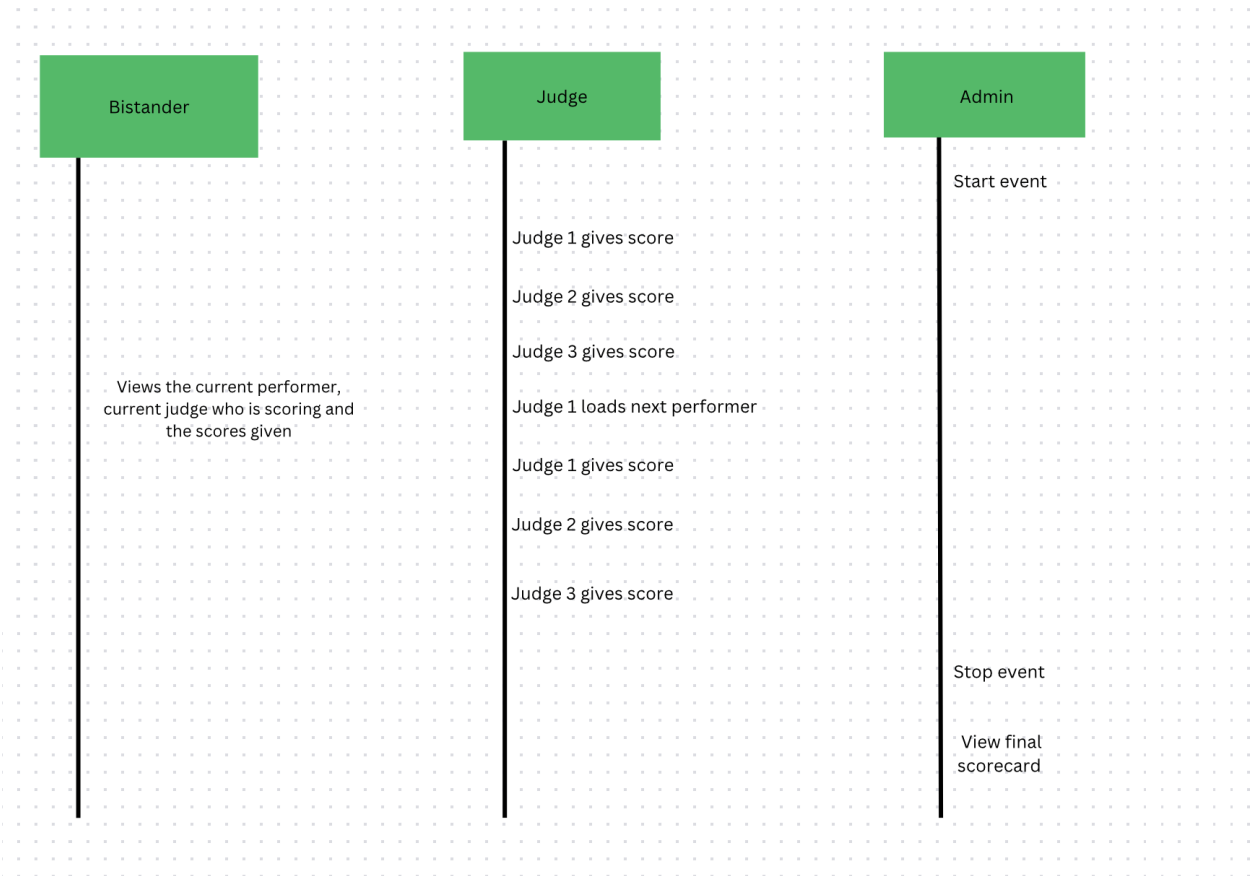 Bistander
Judge
Admin
Start event
Judge 1 gives score
Judge 2 gives score
Judge 3 gives score
Views the current performer,
current judge who is scoring and
the scores given
Judge 1 loads next performer
Judge 1 gives score
Judge 2 gives score
Judge 3 gives score
Stop event
View final
scorecard